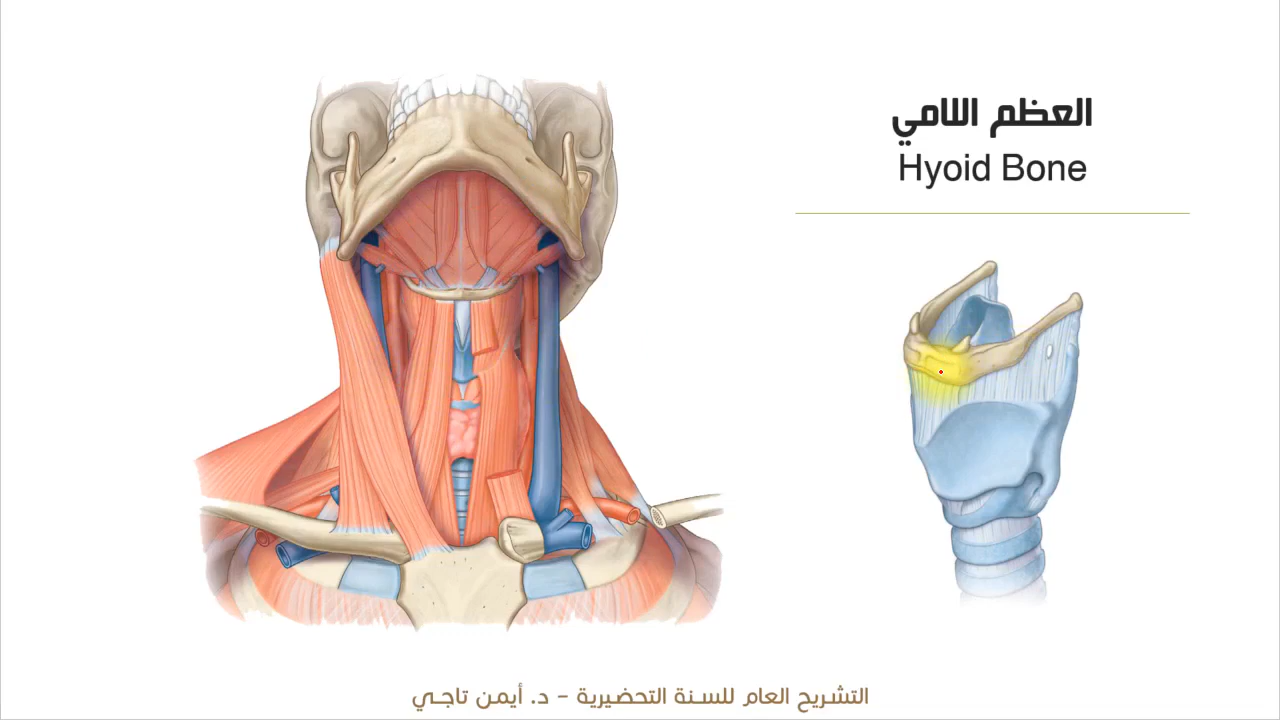 العظم اللامي
Hyoid Bone
التشريح العام للسنة التحضيرية - د. أيمن تاجي